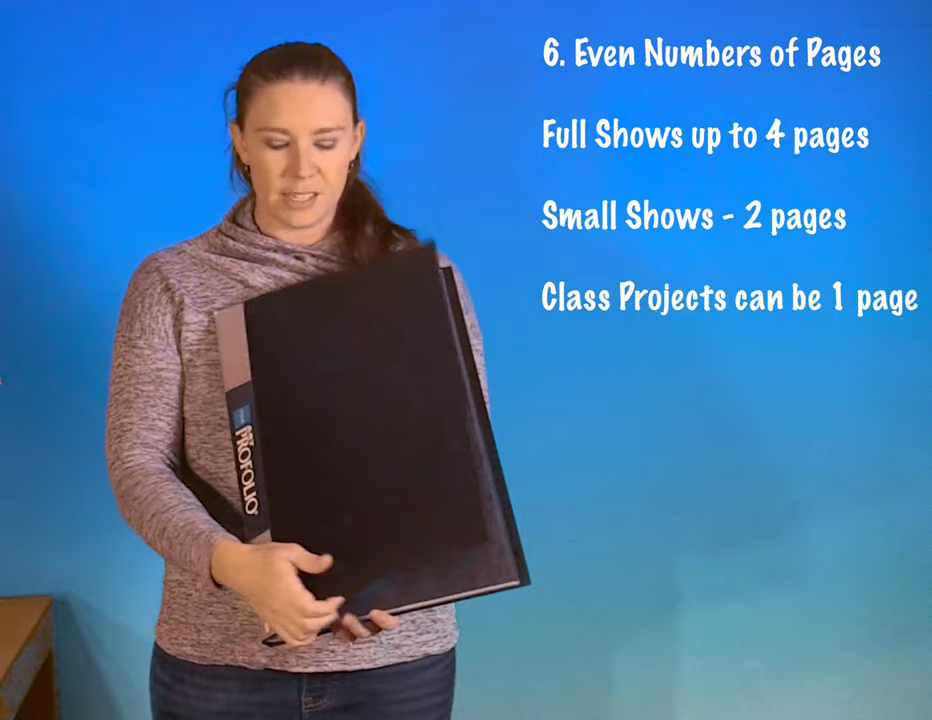 6. Even Numbers of Pages
Full Shows up to 4 pages
Small Shows - 2 pages
Class Projects can be 1 page
PROFOLIO